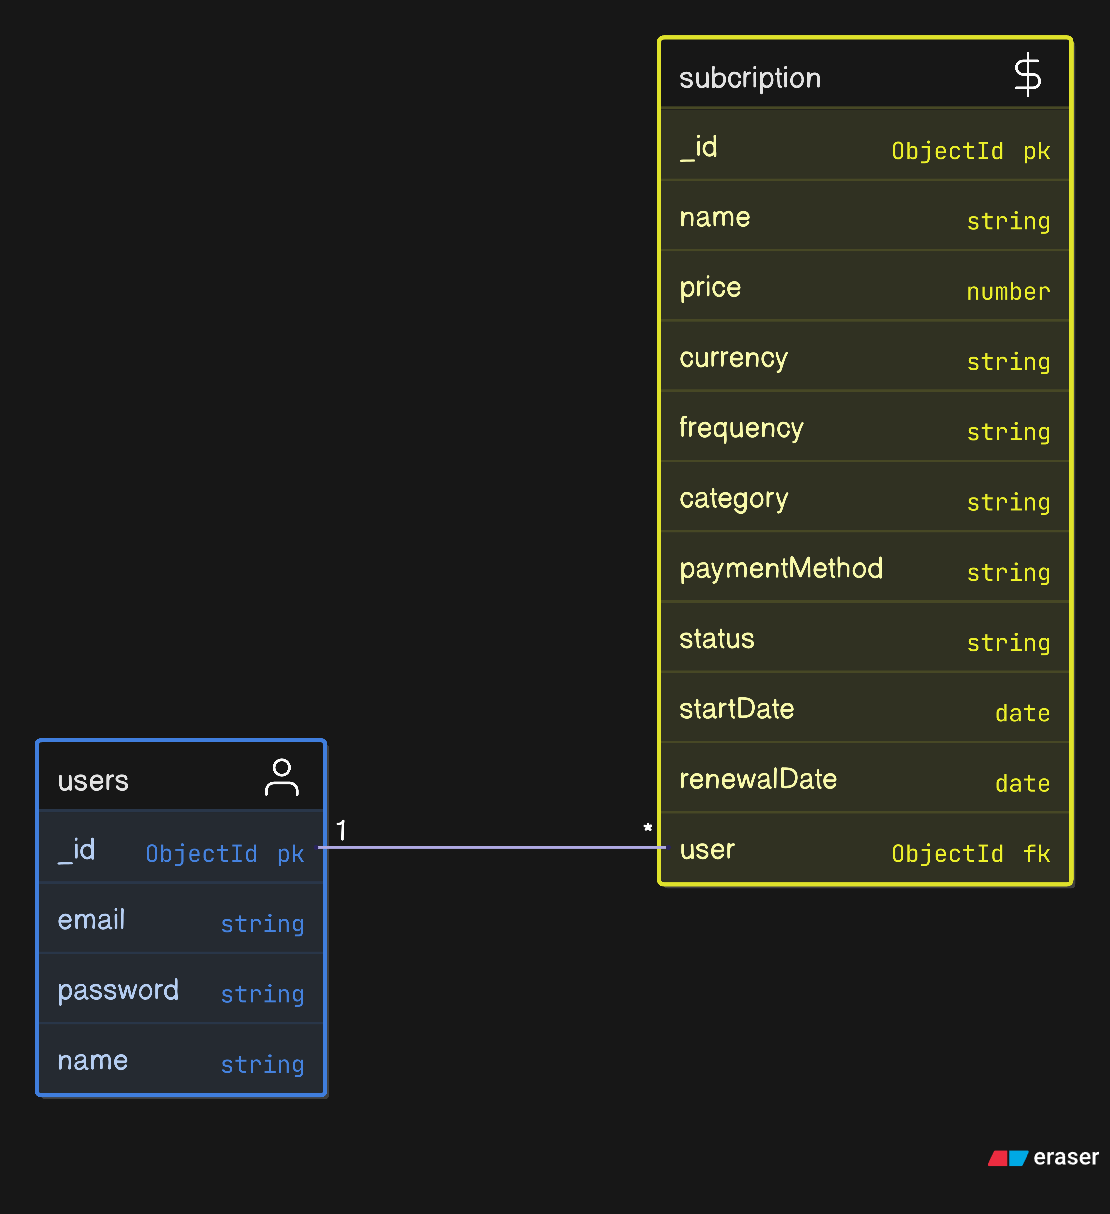 subcription
_id ObjectId pk
name string
price number
currency string
frequency string
category string
paymentMethod string
status string
startDate date
renewalDate date
user ObjectId fk
users
_id ObjectId pk
email string
password string
name string
1 *
eraser